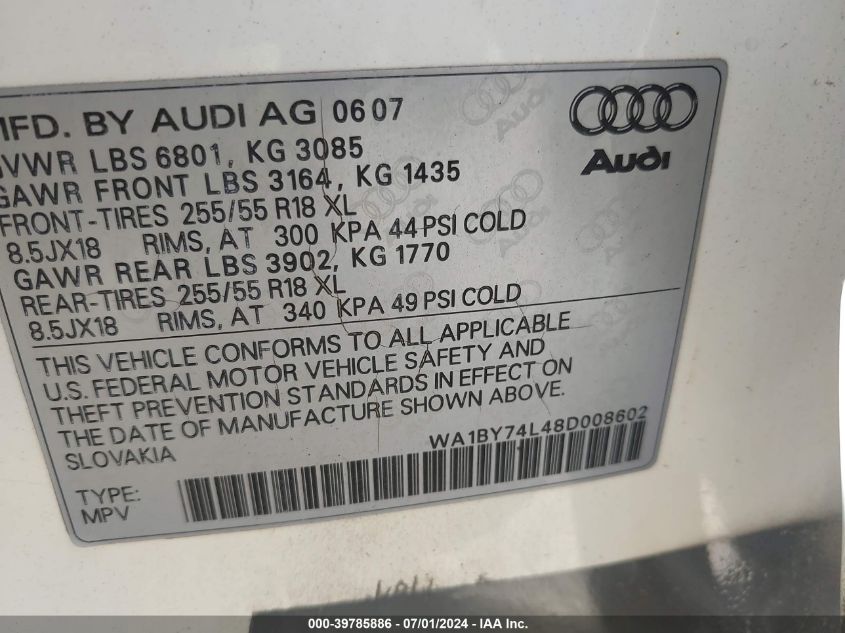 MFD. BY AUDI AG 0607
GVWR LBS 6801, KG 3085
GAWR FRONT LBS 3164, KG 1435
FRONT-TIRES 255/55 R18 XL
8.5JX18 RIMS, AT 300 KPA 44 PSI COLD
GAWR REAR LBS 3902, KG 1770
REAR-TIRES 255/55 R18 XL
8.5JX18 RIMS, AT 340 KPA 49 PSI COLD
Audi
THIS VEHICLE CONFORMS TO ALL APPLICABLE
U.S. FEDERAL MOTOR VEHICLE SAFETY AND
THEFT PREVENTION STANDARDS IN EFFECT ON
THE DATE OF MANUFACTURE SHOWN ABOVE.
SLOVAKIA
WA1BY74L48D008602
TYPE:
MPV
000-39785886 - 07/01/2024 - IAA Inc.